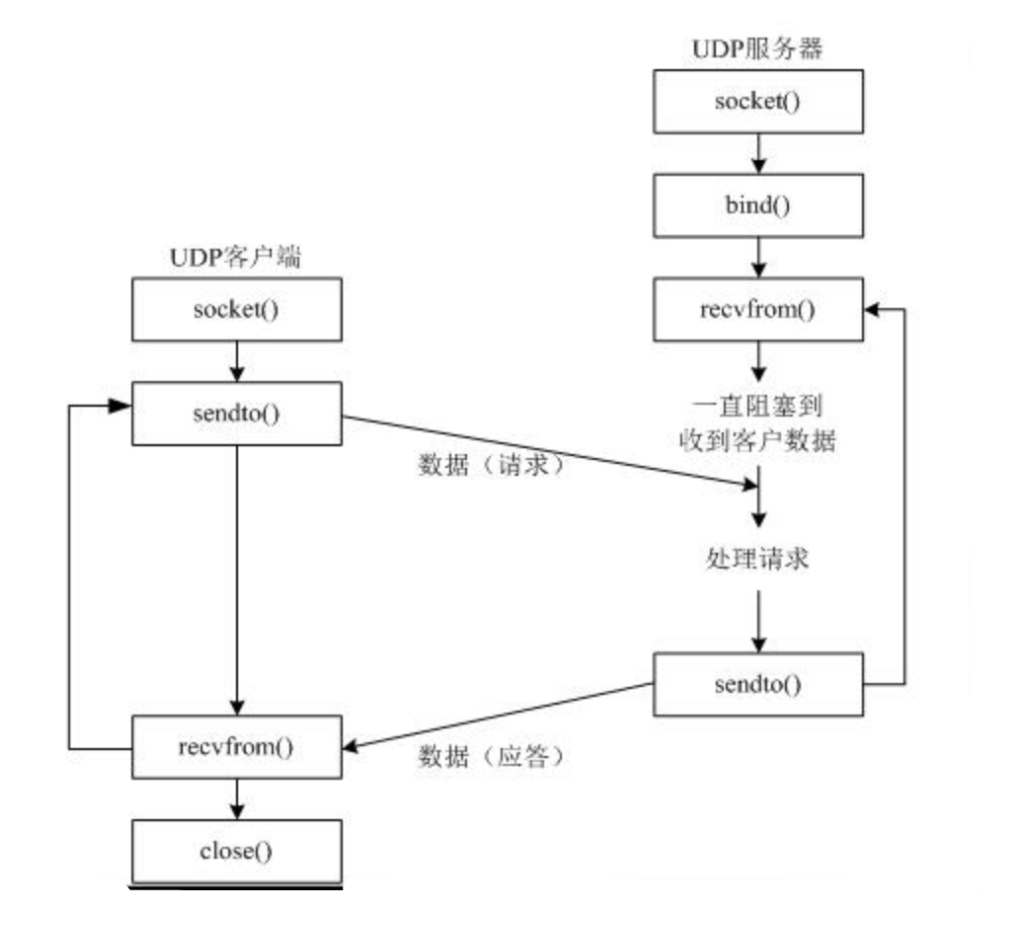 UDP服务器
socket()
bind()
recvfrom()
一直阻塞到
收到客户数据
处理请求
sendto()
UDP客户端
socket()
sendto()
数据（请求）
recvfrom()
数据（应答）
close()